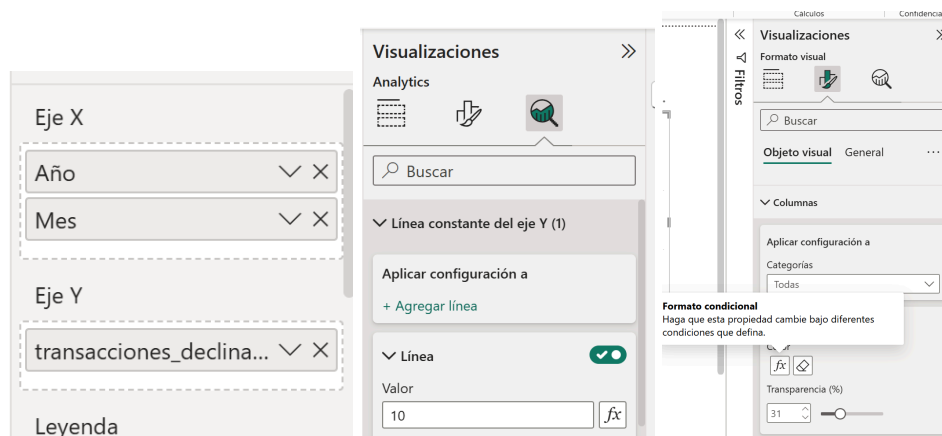 Eje X
Año
Mes
Eje Y
transacciones_declina...
Leyenda
Visualizaciones
Analytics
Buscar
Línea constante del eje Y (1)
Aplicar configuración a
+ Agregar línea
Línea
Valor
10
fx
Cálculos
Confidencia
Filtros
Visualizaciones
Formato visual
Buscar
Objeto visual General ...
Columnas
Aplicar configuración a
Categorías
Todas
Formato condicional
Haga que esta propiedad cambie bajo diferentes
condiciones que defina.
Color
fx
Transparencia (%)
31